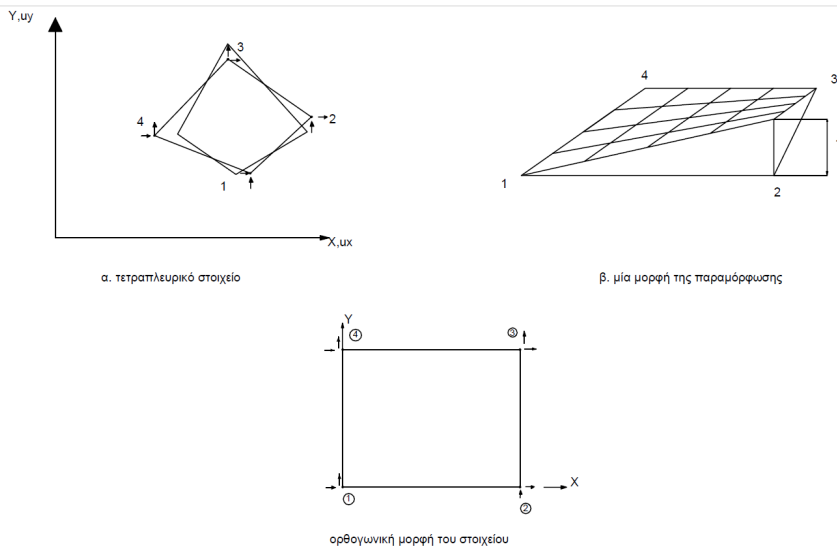 Y,uy
3
4
2
1
X,ux
α. τετραπλευρικό στοιχείο
4
3
1
2
β. μία μορφή της παραμόρφωσης
Y
④
③
X
①
②
ορθογωνική μορφή του στοιχείου